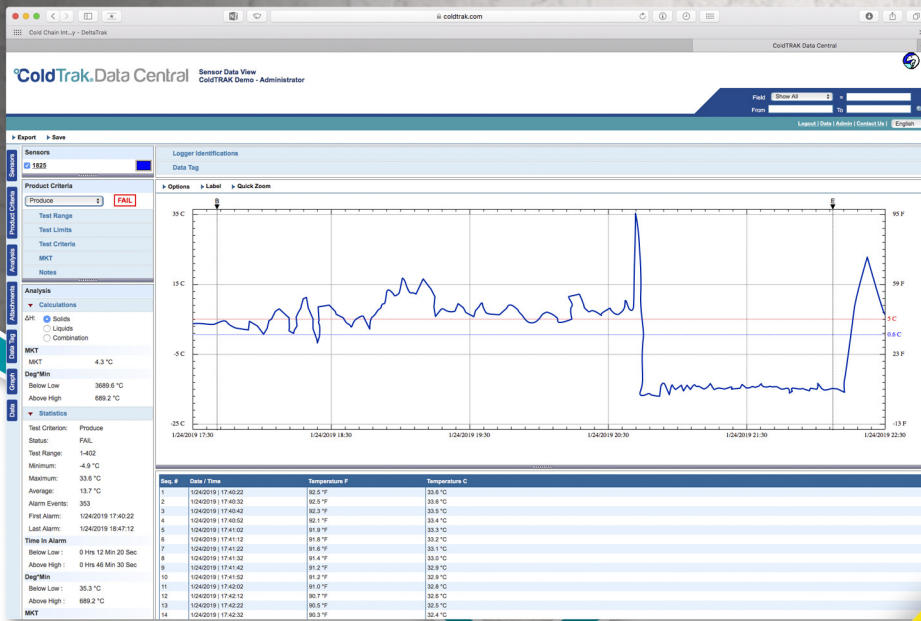 coldtrak.com
Cold Chain Int...y - DeltaTrak
ColdTRAK Data Central
°ColdTrak®Data Central
Sensor Data View
ColdTRAK Demo - Administrator
Field Show All =
From To
Logout | Data | Admin | Contact Us | English
Export Save
Sensors
Product Criteria
Analysis
Attachments
Data Tag
Graph
Data
Sensors
1825
Product Criteria
Produce FAIL
Test Range
Test Limits
Test Criteria
MKT
Notes
Analysis
Calculations
ΔH: Solids
Liquids
Combination
MKT
MKT 4.3 °C
Deg*Min
Below Low 3689.6 °C
Above High 689.2 °C
Statistics
Test Criterion: Produce
Status: FAIL
Test Range: 1-402
Minimum: -4.9 °C
Maximum: 33.6 °C
Average: 13.7 °C
Alarm Events: 353
First Alarm: 1/24/2019 17:40:22
Last Alarm: 1/24/2019 18:47:12
Time In Alarm
Below Low : 0 Hrs 12 Min 20 Sec
Above High : 0 Hrs 46 Min 30 Sec
Deg*Min
Below Low : 35.3 °C
Above High : 689.2 °C
MKT
Logger Identifications
Data Tag
Options Label Quick Zoom
B E
35 C 95 F
15 C 59 F
5 C
0.6 C
-5 C 23 F
-25 C -13 F
1/24/2019 17:30 1/24/2019 18:30 1/24/2019 19:30 1/24/2019 20:30 1/24/2019 21:30 1/24/2019 22:30
Seq. # Date / Time Temperature F Temperature C
1 1/24/2019 | 17:40:22 92.5 °F 33.6 °C
2 1/24/2019 | 17:40:32 92.5 °F 33.6 °C
3 1/24/2019 | 17:40:42 92.3 °F 33.5 °C
4 1/24/2019 | 17:40:52 92.1 °F 33.4 °C
5 1/24/2019 | 17:41:02 91.9 °F 33.3 °C
6 1/24/2019 | 17:41:12 91.8 °F 33.2 °C
7 1/24/2019 | 17:41:22 91.6 °F 33.1 °C
8 1/24/2019 | 17:41:32 91.4 °F 33.0 °C
9 1/24/2019 | 17:41:42 91.2 °F 32.9 °C
10 1/24/2019 | 17:41:52 91.2 °F 32.9 °C
11 1/24/2019 | 17:42:02 91.0 °F 32.8 °C
12 1/24/2019 | 17:42:12 90.7 °F 32.6 °C
13 1/24/2019 | 17:42:22 90.5 °F 32.5 °C
14 1/24/2019 | 17:42:32 90.3 °F 32.4 °C